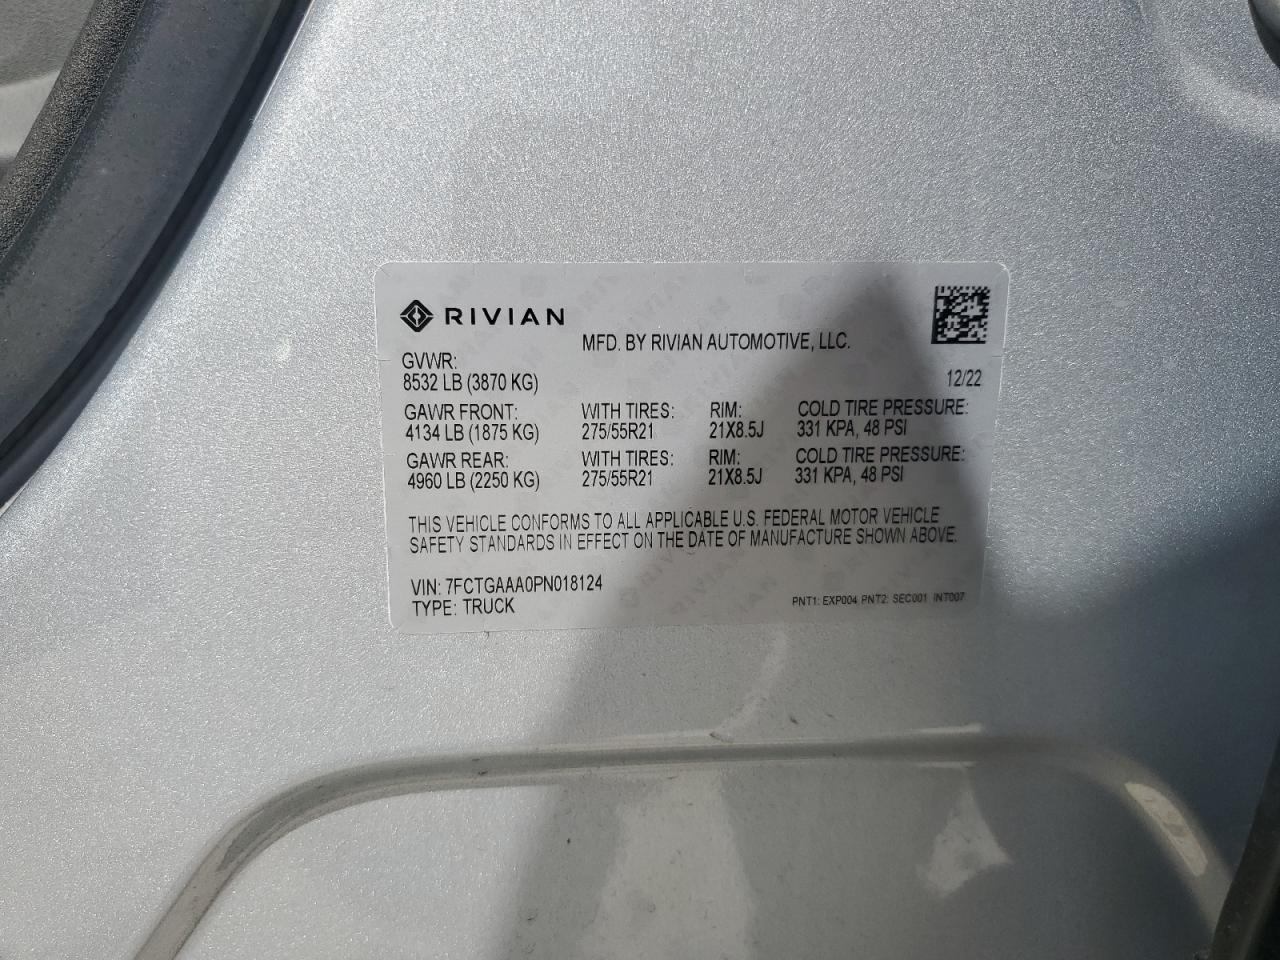 RIVIAN
MFD. BY RIVIAN AUTOMOTIVE, LLC.
GVWR:
8532 LB (3870 KG)
12/22
GAWR FRONT: WITH TIRES: RIM: COLD TIRE PRESSURE:
4134 LB (1875 KG) 275/55R21 21X8.5J 331 KPA, 48 PSI
GAWR REAR: WITH TIRES: RIM: COLD TIRE PRESSURE:
4960 LB (2250 KG) 275/55R21 21X8.5J 331 KPA, 48 PSI
THIS VEHICLE CONFORMS TO ALL APPLICABLE U.S. FEDERAL MOTOR VEHICLE
SAFETY STANDARDS IN EFFECT ON THE DATE OF MANUFACTURE SHOWN ABOVE.
VIN: 7FCTGAAA0PN018124
TYPE: TRUCK
PNT1: EXP004 PNT2: SEC001 INT007